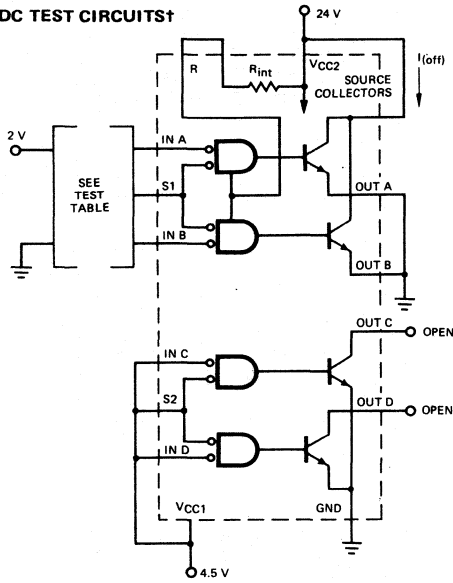 DC TEST CIRCUITS†
24 V
VCC2
I(off)
R
Rint
SOURCE
COLLECTORS
2 V
IN A
SEE
TEST
TABLE
S1
OUT A
IN B
OUT B
OUT C
OPEN
IN C
S2
OUT D
OPEN
IN D
VCC1
GND
4.5 V